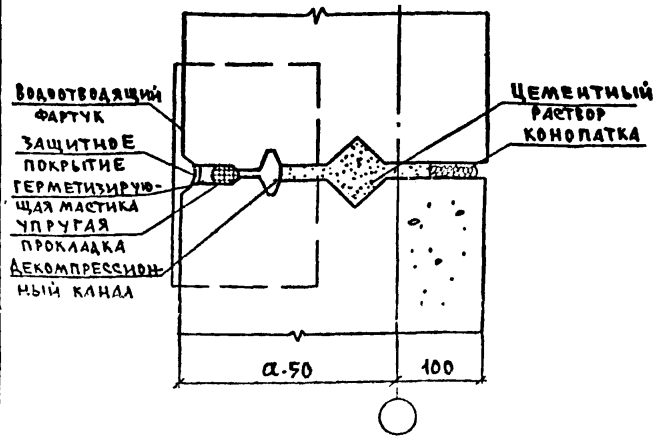 ВОДООТВОДЯЩИЙ
ФАРТУК
ЗАЩИТНОЕ
ПОКРЫТИЕ
ГЕРМЕТИЗИРУЮ-
ЩАЯ МАСТИКА
УПРУГАЯ
ПРОКЛАДКА
ДЕКОМПРЕССИОН-
НЫЙ КАНАЛ
ЦЕМЕНТНЫЙ
РАСТВОР
КОНОПАТКА
а-50
100